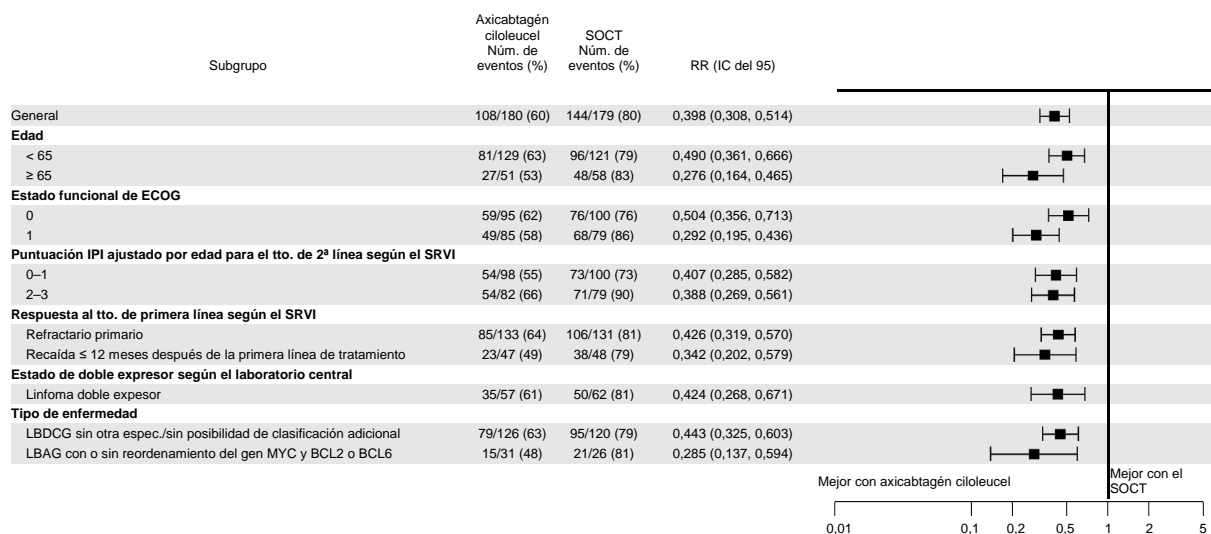 Subgrupo
Axicabtagén
ciloleucel
Núm. de
eventos (%)
SOCT
Núm. de
eventos (%)
RR (IC del 95)
General 108/180 (60) 144/179 (80) 0,398 (0,308, 0,514)
Edad
< 65 81/129 (63) 96/121 (79) 0,490 (0,361, 0,666)
≥ 65 27/51 (53) 48/58 (83) 0,276 (0,164, 0,465)
Estado funcional de ECOG
0 59/95 (62) 76/100 (76) 0,504 (0,356, 0,713)
1 49/85 (58) 68/79 (86) 0,292 (0,195, 0,436)
Puntuación IPI ajustado por edad para el tto. de 2ª línea según el SRVI
0–1 54/98 (55) 73/100 (73) 0,407 (0,285, 0,582)
2–3 54/82 (66) 71/79 (90) 0,388 (0,269, 0,561)
Respuesta al tto. de primera línea según el SRVI
Refractario primario 85/133 (64) 106/131 (81) 0,426 (0,319, 0,570)
Recaída ≤ 12 meses después de la primera línea de tratamiento 23/47 (49) 38/48 (79) 0,342 (0,202, 0,579)
Estado de doble expresor según el laboratorio central
Linfoma doble expesor 35/57 (61) 50/62 (81) 0,424 (0,268, 0,671)
Tipo de enfermedad
LBDCG sin otra espec./sin posibilidad de clasificación adicional 79/126 (63) 95/120 (79) 0,443 (0,325, 0,603)
LBAG con o sin reordenamiento del gen MYC y BCL2 o BCL6 15/31 (48) 21/26 (81) 0,285 (0,137, 0,594)
Mejor con axicabtagén ciloleucel
Mejor con el
SOCT
0,01 0,1 0,2 0,5 1 2 5